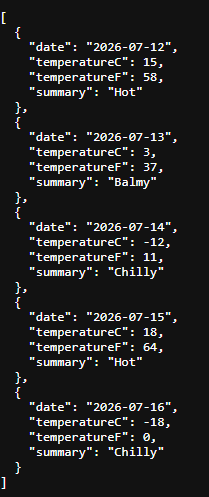 [
  {
    "date": "2026-07-12",
    "temperatureC": 15,
    "temperatureF": 58,
    "summary": "Hot"
  },
  {
    "date": "2026-07-13",
    "temperatureC": 3,
    "temperatureF": 37,
    "summary": "Balmy"
  },
  {
    "date": "2026-07-14",
    "temperatureC": -12,
    "temperatureF": 11,
    "summary": "Chilly"
  },
  {
    "date": "2026-07-15",
    "temperatureC": 18,
    "temperatureF": 64,
    "summary": "Hot"
  },
  {
    "date": "2026-07-16",
    "temperatureC": -18,
    "temperatureF": 0,
    "summary": "Chilly"
  }
]